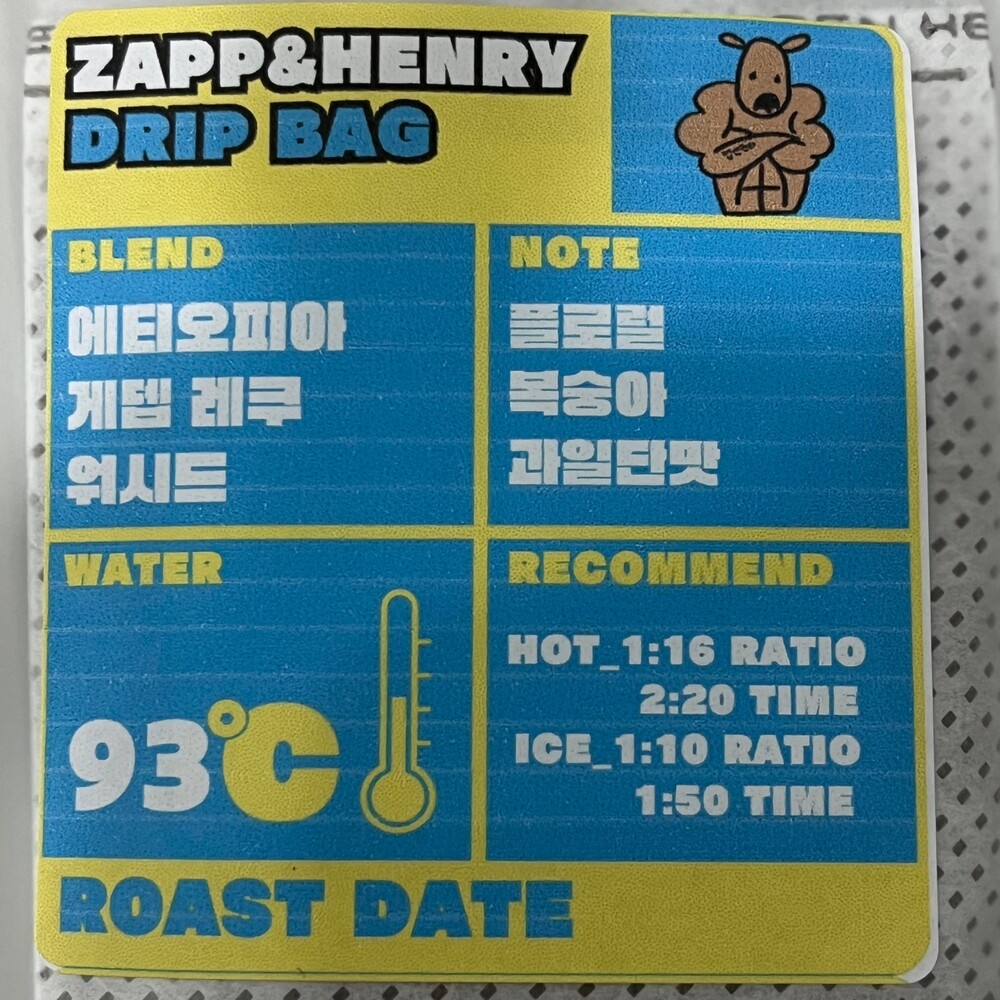 ZAPP&HENRY
DRIP BAG
BLEND
에티오피아
게뎁 레쿠
워시드
NOTE
플로럴
복숭아
과일단맛
WATER
93°C
RECOMMEND
HOT_1:16 RATIO
2:20 TIME
ICE_1:10 RATIO
1:50 TIME
ROAST DATE